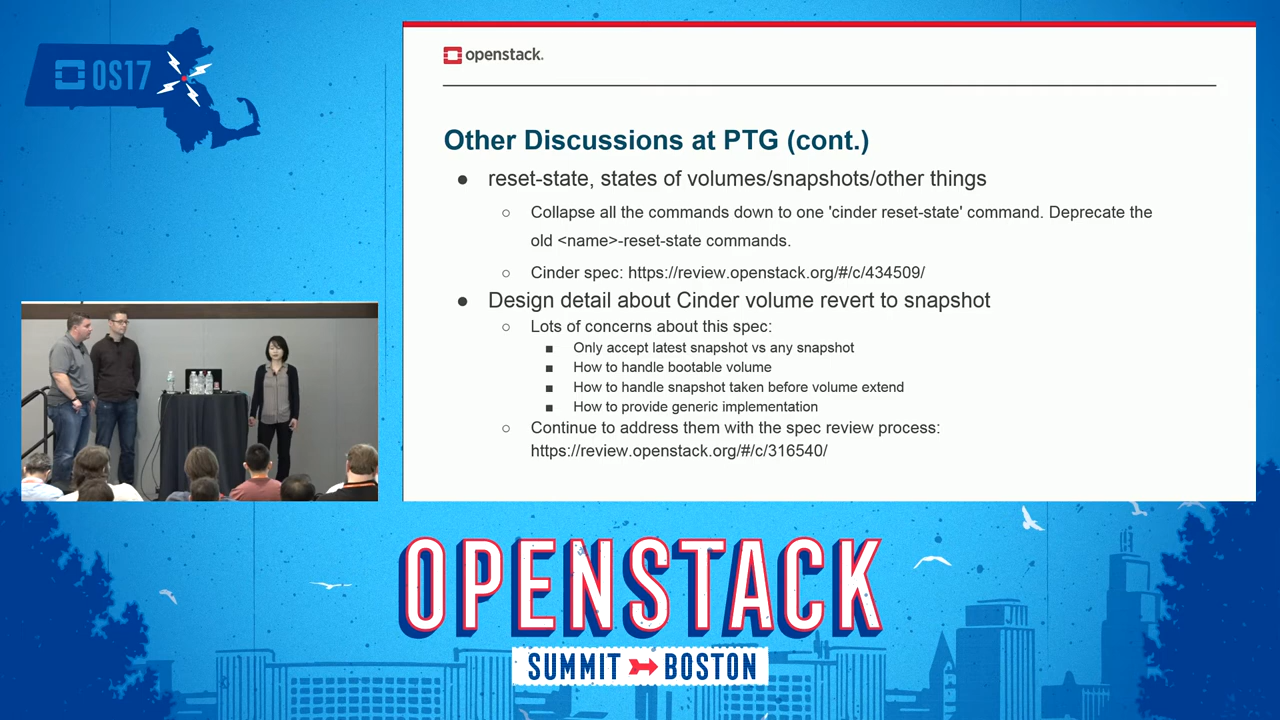 OS17
openstack.
Other Discussions at PTG (cont.)
● reset-state, states of volumes/snapshots/other things
○ Collapse all the commands down to one 'cinder reset-state' command. Deprecate the
old <name>-reset-state commands.
○ Cinder spec: https://review.openstack.org/#/c/434509/
● Design detail about Cinder volume revert to snapshot
○ Lots of concerns about this spec:
■ Only accept latest snapshot vs any snapshot
■ How to handle bootable volume
■ How to handle snapshot taken before volume extend
■ How to provide generic implementation
○ Continue to address them with the spec review process:
https://review.openstack.org/#/c/316540/
OPENSTACK
SUMMIT BOSTON